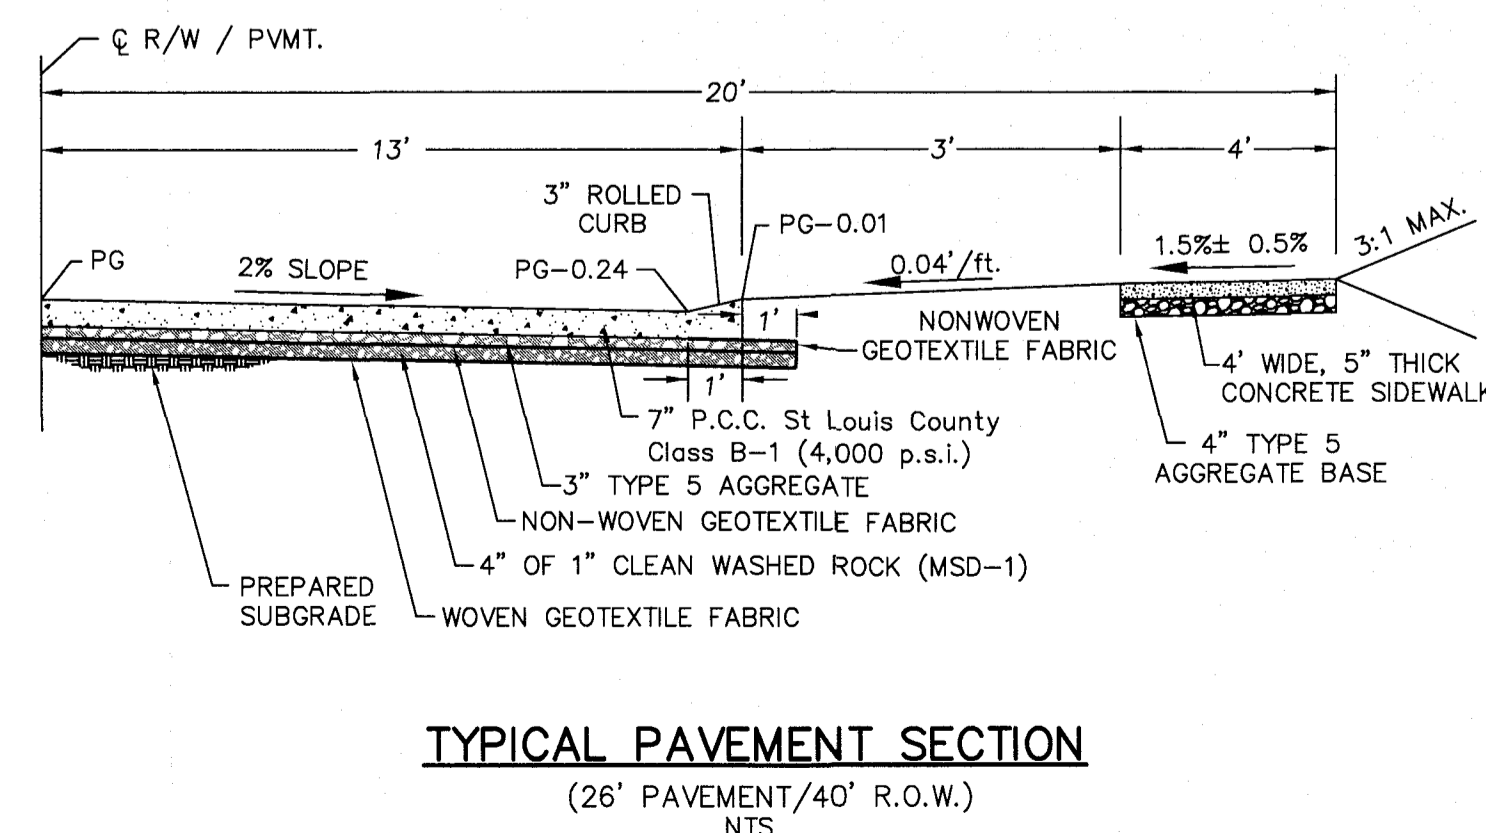 ℄ R/W / PVMT.
20'
13'
3'
4'
3" ROLLED
CURB
PG-0.01
3:1 MAX.
PG
2% SLOPE
PG-0.24
0.04'/ft.
1.5%± 0.5%
1'
NONWOVEN
GEOTEXTILE FABRIC
1'
4' WIDE, 5" THICK
CONCRETE SIDEWALK
7" P.C.C. St Louis County
Class B-1 (4,000 p.s.i.)
4" TYPE 5
AGGREGATE BASE
3" TYPE 5 AGGREGATE
NON-WOVEN GEOTEXTILE FABRIC
4" OF 1" CLEAN WASHED ROCK (MSD-1)
PREPARED
SUBGRADE
WOVEN GEOTEXTILE FABRIC
TYPICAL PAVEMENT SECTION
(26' PAVEMENT/40' R.O.W.)
NTS